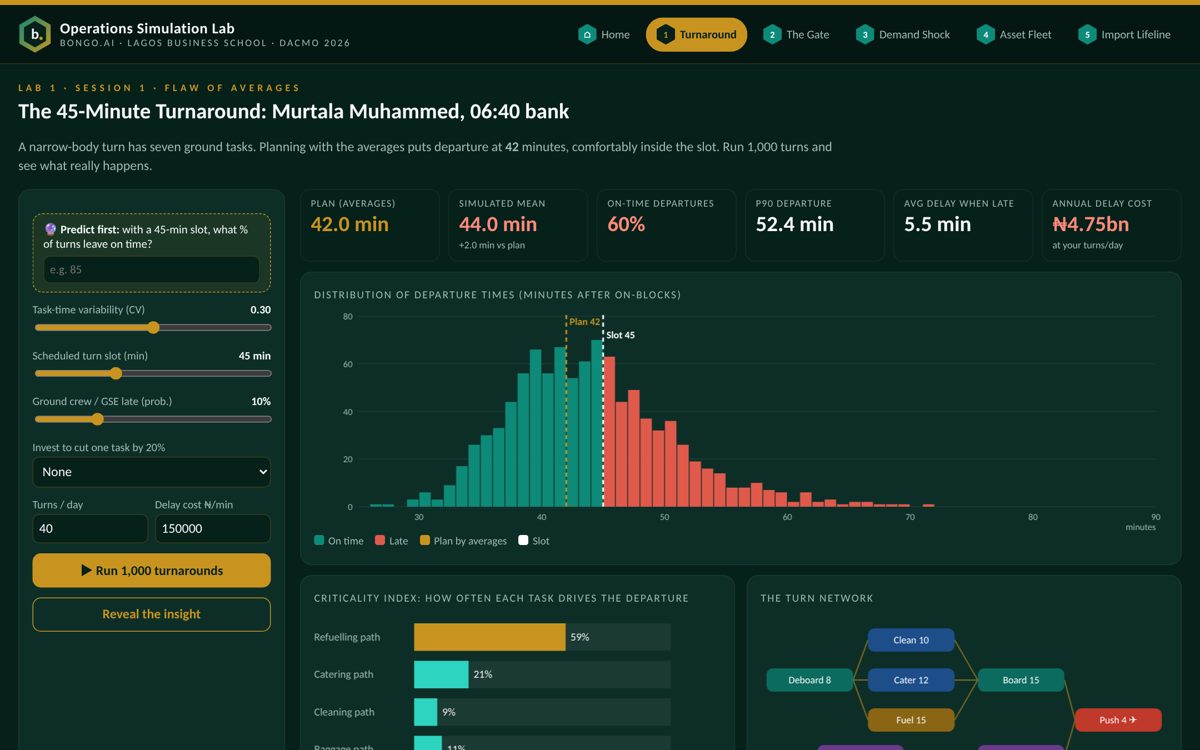 b.
Operations Simulation Lab
BONGO.AI · LAGOS BUSINESS SCHOOL · DACMO 2026
Home
1 Turnaround
2 The Gate
3 Demand Shock
4 Asset Fleet
5 Import Lifeline
LAB 1 · SESSION 1 · FLAW OF AVERAGES
The 45-Minute Turnaround: Murtala Muhammed, 06:40 bank
A narrow-body turn has seven ground tasks. Planning with the averages puts departure at 42 minutes, comfortably inside the slot. Run 1,000 turns and
see what really happens.
🔮 Predict first: with a 45-min slot, what %
of turns leave on time?
e.g. 85
Task-time variability (CV) 0.30
Scheduled turn slot (min) 45 min
Ground crew / GSE late (prob.) 10%
Invest to cut one task by 20%
None
Turns / day Delay cost ₦/min
40 150000
▶ Run 1,000 turnarounds
Reveal the insight
PLAN (AVERAGES)
42.0 min
SIMULATED MEAN
44.0 min
+2.0 min vs plan
ON-TIME DEPARTURES
60%
P90 DEPARTURE
52.4 min
AVG DELAY WHEN LATE
5.5 min
ANNUAL DELAY COST
₦4.75bn
at your turns/day
DISTRIBUTION OF DEPARTURE TIMES (MINUTES AFTER ON-BLOCKS)
80
60
40
20
0
Plan 42
Slot 45
30 40 50 60 70 80 90
minutes
On time Late Plan by averages Slot
CRITICALITY INDEX: HOW OFTEN EACH TASK DRIVES THE DEPARTURE
Refuelling path 59%
Catering path 21%
Cleaning path 9%
Baggage path 11%
THE TURN NETWORK
Clean 10
Deboard 8
Cater 12
Board 15
Fuel 15
Push 4 ✈